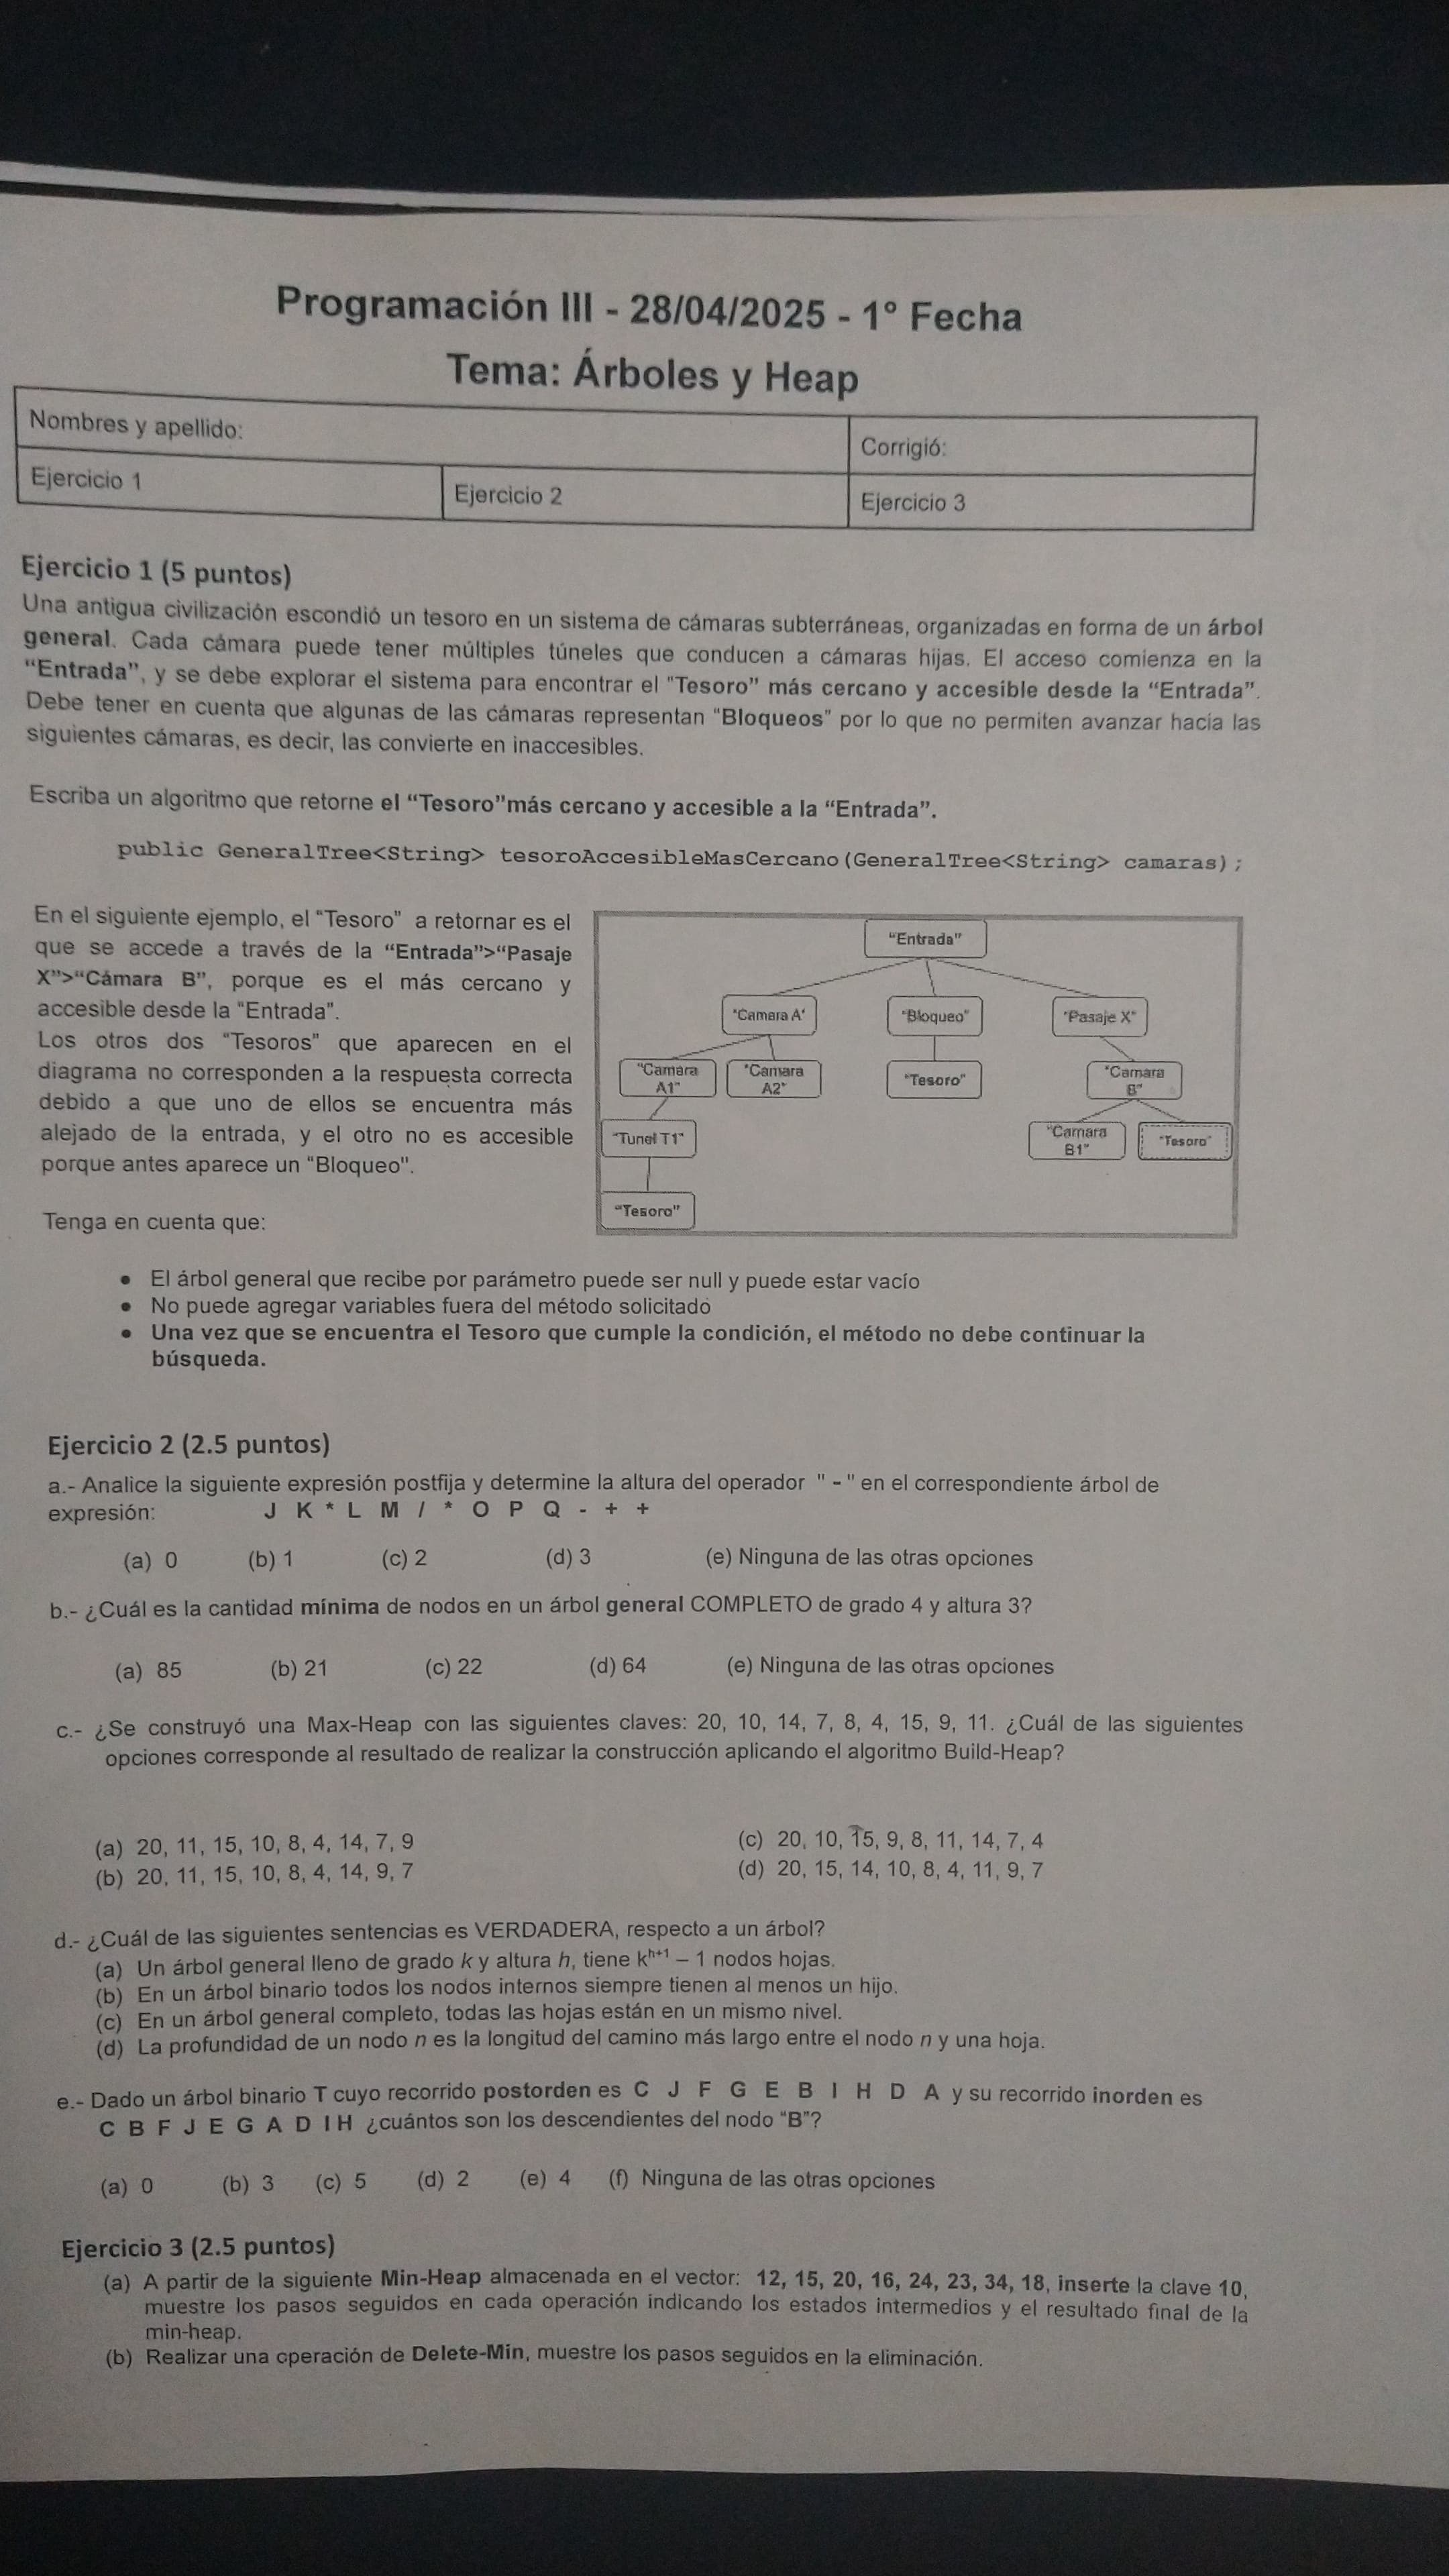 Programación III - 28/04/2025 - 1° Fecha
Tema: Árboles y Heap
Nombres y apellido:
Corrigió:
Ejercicio 1
Ejercicio 2
Ejercicio 3
Ejercicio 1 (5 puntos)
Una antigua civilización escondió un tesoro en un sistema de cámaras subterráneas, organizadas en forma de un árbol
general. Cada cámara puede tener múltiples túneles que conducen a cámaras hijas. El acceso comienza en la
“Entrada”, y se debe explorar el sistema para encontrar el "Tesoro” más cercano y accesible desde la “Entrada”.
Debe tener en cuenta que algunas de las cámaras representan "Bloqueos" por lo que no permiten avanzar hacia las
siguientes cámaras, es decir, las convierte en inaccesibles.
Escriba un algoritmo que retorne el “Tesoro”más cercano y accesible a la “Entrada”.
public GeneralTree<String> tesoroAccesibleMasCercano(GeneralTree<String> camaras);
En el siguiente ejemplo, el “Tesoro” a retornar es el
que se accede a través de la “Entrada”>“Pasaje
X”>“Cámara B”, porque es el más cercano y
accesible desde la “Entrada”.
Los otros dos “Tesoros” que aparecen en el
diagrama no corresponden a la respuesta correcta
debido a que uno de ellos se encuentra más
alejado de la entrada, y el otro no es accesible
porque antes aparece un "Bloqueo".
“Entrada”
"Camara A"
"Bloqueo"
"Pasaje X"
"Camara
A1"
"Camara
A2"
"Tesoro"
"Camara
B"
"Tunel T1"
"Camara
B1"
"Tesoro"
"Tesoro"
Tenga en cuenta que:
• El árbol general que recibe por parámetro puede ser null y puede estar vacío
• No puede agregar variables fuera del método solicitado
• Una vez que se encuentra el Tesoro que cumple la condición, el método no debe continuar la
búsqueda.
Ejercicio 2 (2.5 puntos)
a.- Analice la siguiente expresión postfija y determine la altura del operador " - " en el correspondiente árbol de
expresión: J K * L M / * O P Q - + +
(a) 0 (b) 1 (c) 2 (d) 3 (e) Ninguna de las otras opciones
b.- ¿Cuál es la cantidad mínima de nodos en un árbol general COMPLETO de grado 4 y altura 3?
(a) 85 (b) 21 (c) 22 (d) 64 (e) Ninguna de las otras opciones
c.- ¿Se construyó una Max-Heap con las siguientes claves: 20, 10, 14, 7, 8, 4, 15, 9, 11. ¿Cuál de las siguientes
opciones corresponde al resultado de realizar la construcción aplicando el algoritmo Build-Heap?
(a) 20, 11, 15, 10, 8, 4, 14, 7, 9
(b) 20, 11, 15, 10, 8, 4, 14, 9, 7
(c) 20, 10, 15, 9, 8, 11, 14, 7, 4
(d) 20, 15, 14, 10, 8, 4, 11, 9, 7
d.- ¿Cuál de las siguientes sentencias es VERDADERA, respecto a un árbol?
(a) Un árbol general lleno de grado k y altura h, tiene kʰ⁺¹ – 1 nodos hojas.
(b) En un árbol binario todos los nodos internos siempre tienen al menos un hijo.
(c) En un árbol general completo, todas las hojas están en un mismo nivel.
(d) La profundidad de un nodo n es la longitud del camino más largo entre el nodo n y una hoja.
e.- Dado un árbol binario T cuyo recorrido postorden es C J F G E B I H D A y su recorrido inorden es
C B F J E G A D I H ¿cuántos son los descendientes del nodo “B”?
(a) 0 (b) 3 (c) 5 (d) 2 (e) 4 (f) Ninguna de las otras opciones
Ejercicio 3 (2.5 puntos)
(a) A partir de la siguiente Min-Heap almacenada en el vector: 12, 15, 20, 16, 24, 23, 34, 18, inserte la clave 10,
muestre los pasos seguidos en cada operación indicando los estados intermedios y el resultado final de la
min-heap.
(b) Realizar una operación de Delete-Min, muestre los pasos seguidos en la eliminación.